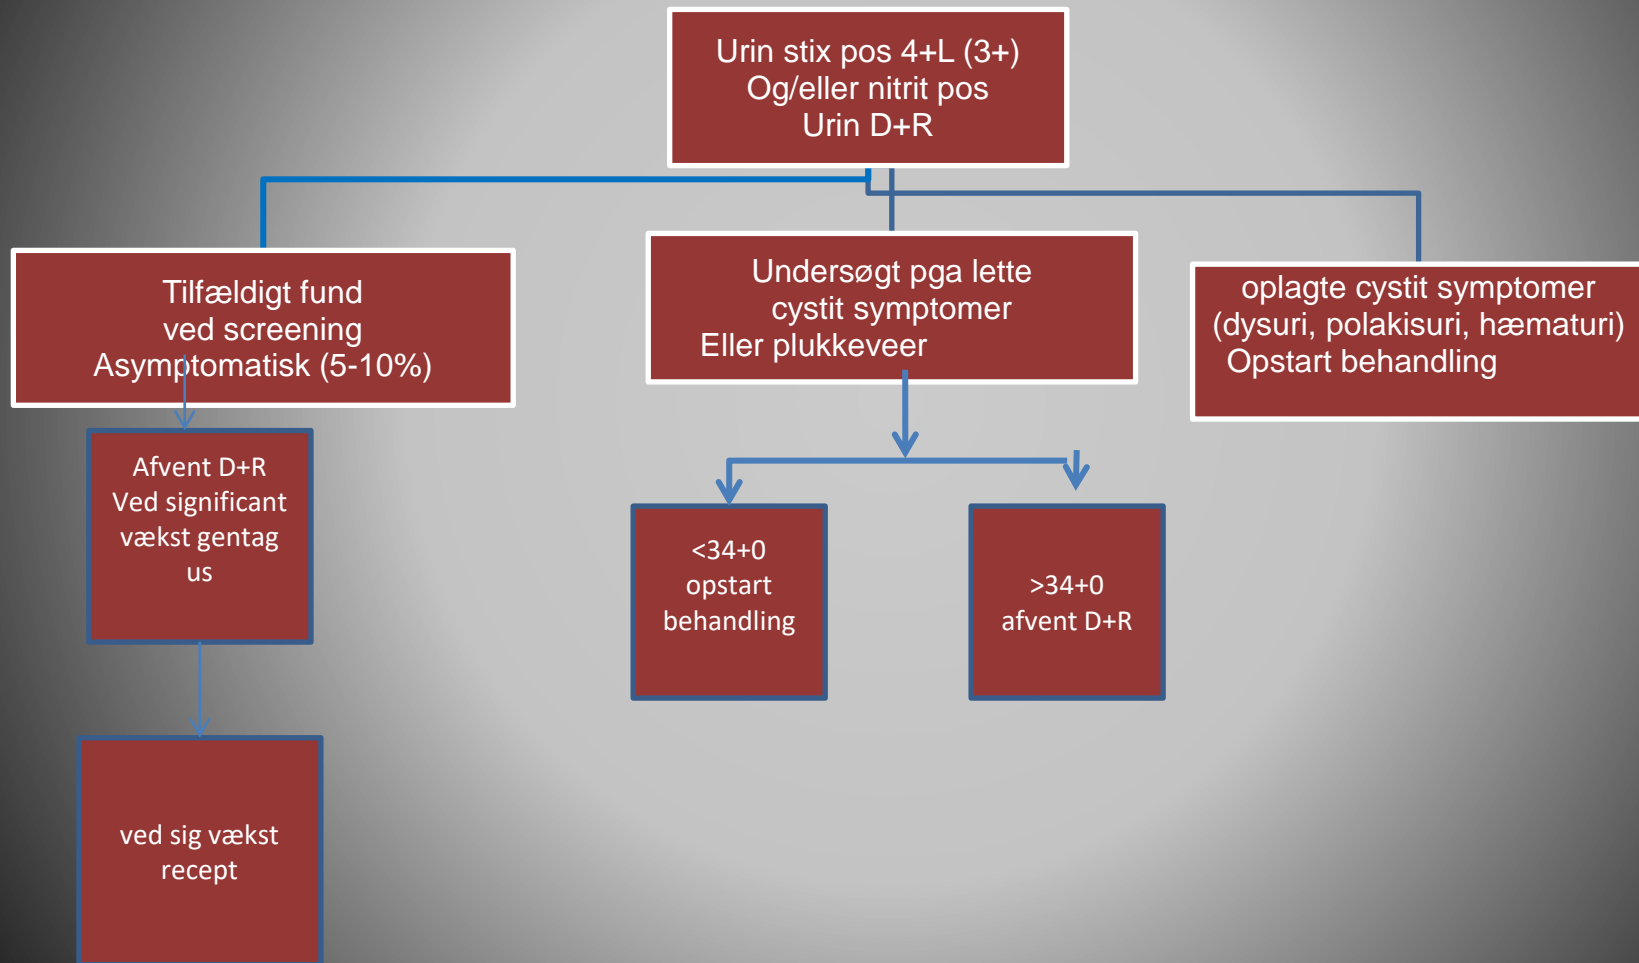 Urin stix pos 4+L (3+)
Og/eller nitrit pos
Urin D+R
Tilfældigt fund
ved screening
Asymptomatisk (5-10%)
Undersøgt pga lette
cystit symptomer
Eller plukkeveer
oplagte cystit symptomer
(dysuri, polakisuri, hæmaturi)
Opstart behandling
Afvent D+R
Ved significant
vækst gentag
us
<34+0
opstart
behandling
>34+0
afvent D+R
ved sig vækst
recept